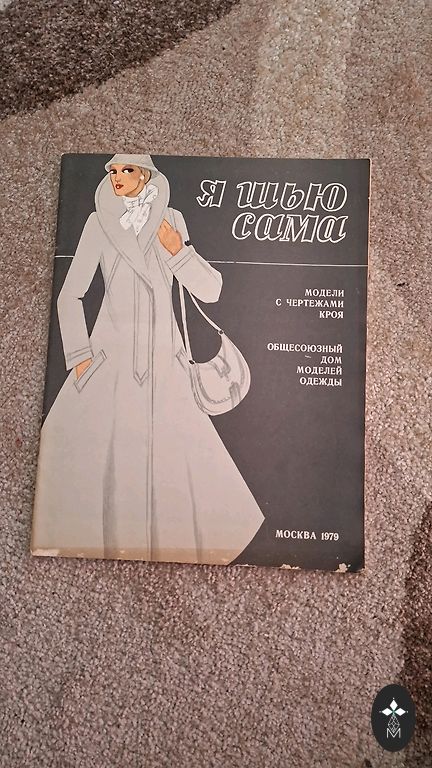 Я ШЬЮ
САМА
МОДЕЛИ
С ЧЕРТЕЖАМИ
КРОЯ
ОБЩЕСОЮЗНЫЙ
ДОМ
МОДЕЛЕЙ
ОДЕЖДЫ
МОСКВА 1979
М